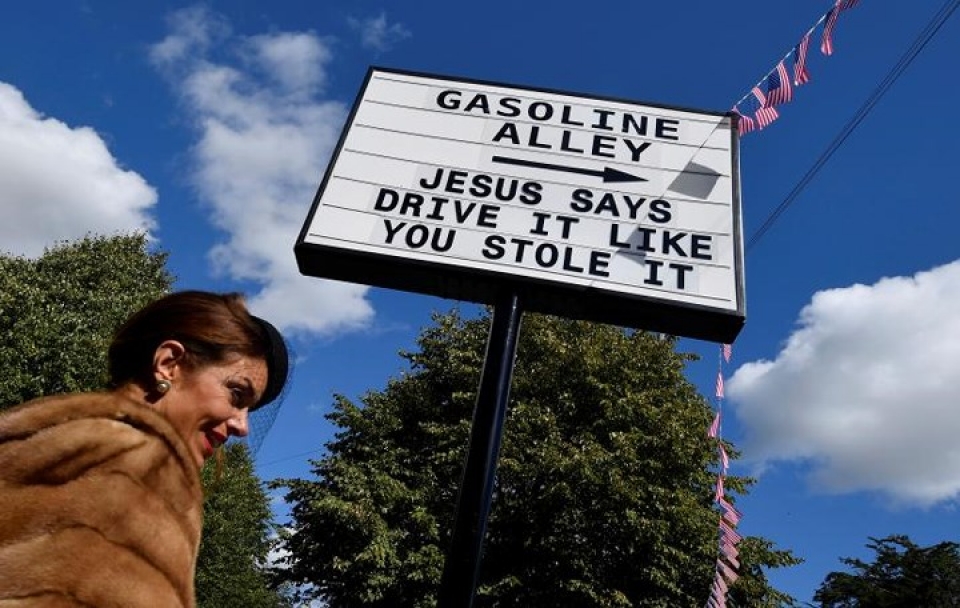 GASOLINE
ALLEY
JESUS SAYS
DRIVE IT LIKE
YOU STOLE IT